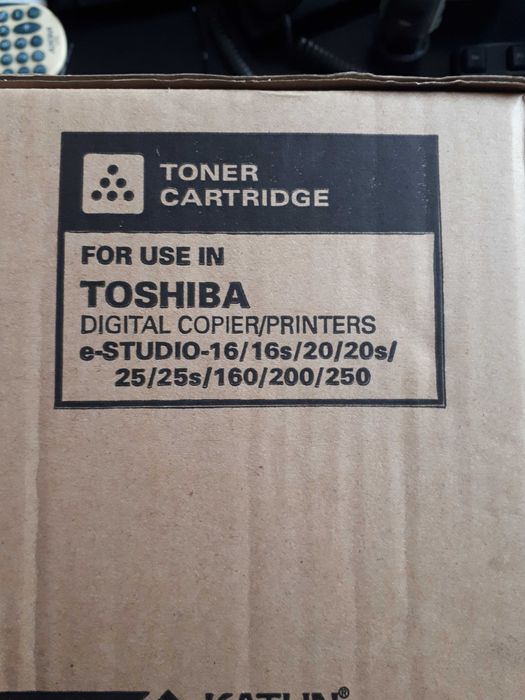 TONER
CARTRIDGE
FOR USE IN
TOSHIBA
DIGITAL COPIER/PRINTERS
e-STUDIO-16/16s/20/20s/
25/25s/160/200/250
KATUN®